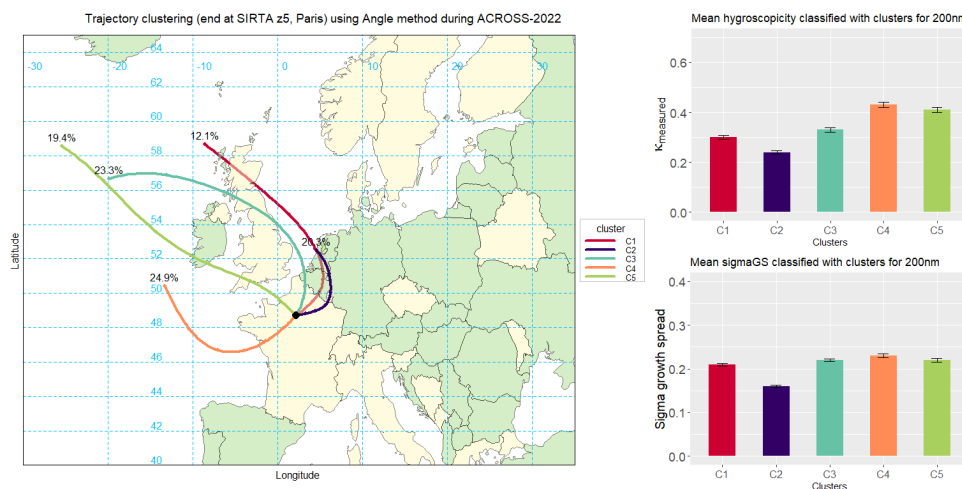 Trajectory clustering (end at SIRTA z5, Paris) using Angle method during ACROSS-2022
-30 -20 -10 0 10 20 30
64
62
60
58
56
54
52
50
48
46
44
42
40
19.4%
23.3%
12.1%
20.3%
24.9%
Latitude
Longitude
cluster
C1
C2
C3
C4
C5
Mean hygroscopicity classified with clusters for 200nm
κmeasured
0.6
0.4
0.2
0.0
C1 C2 C3 C4 C5
Clusters
Mean sigmaGS classified with clusters for 200nm
Sigma growth spread
0.4
0.3
0.2
0.1
0.0
C1 C2 C3 C4 C5
Clusters